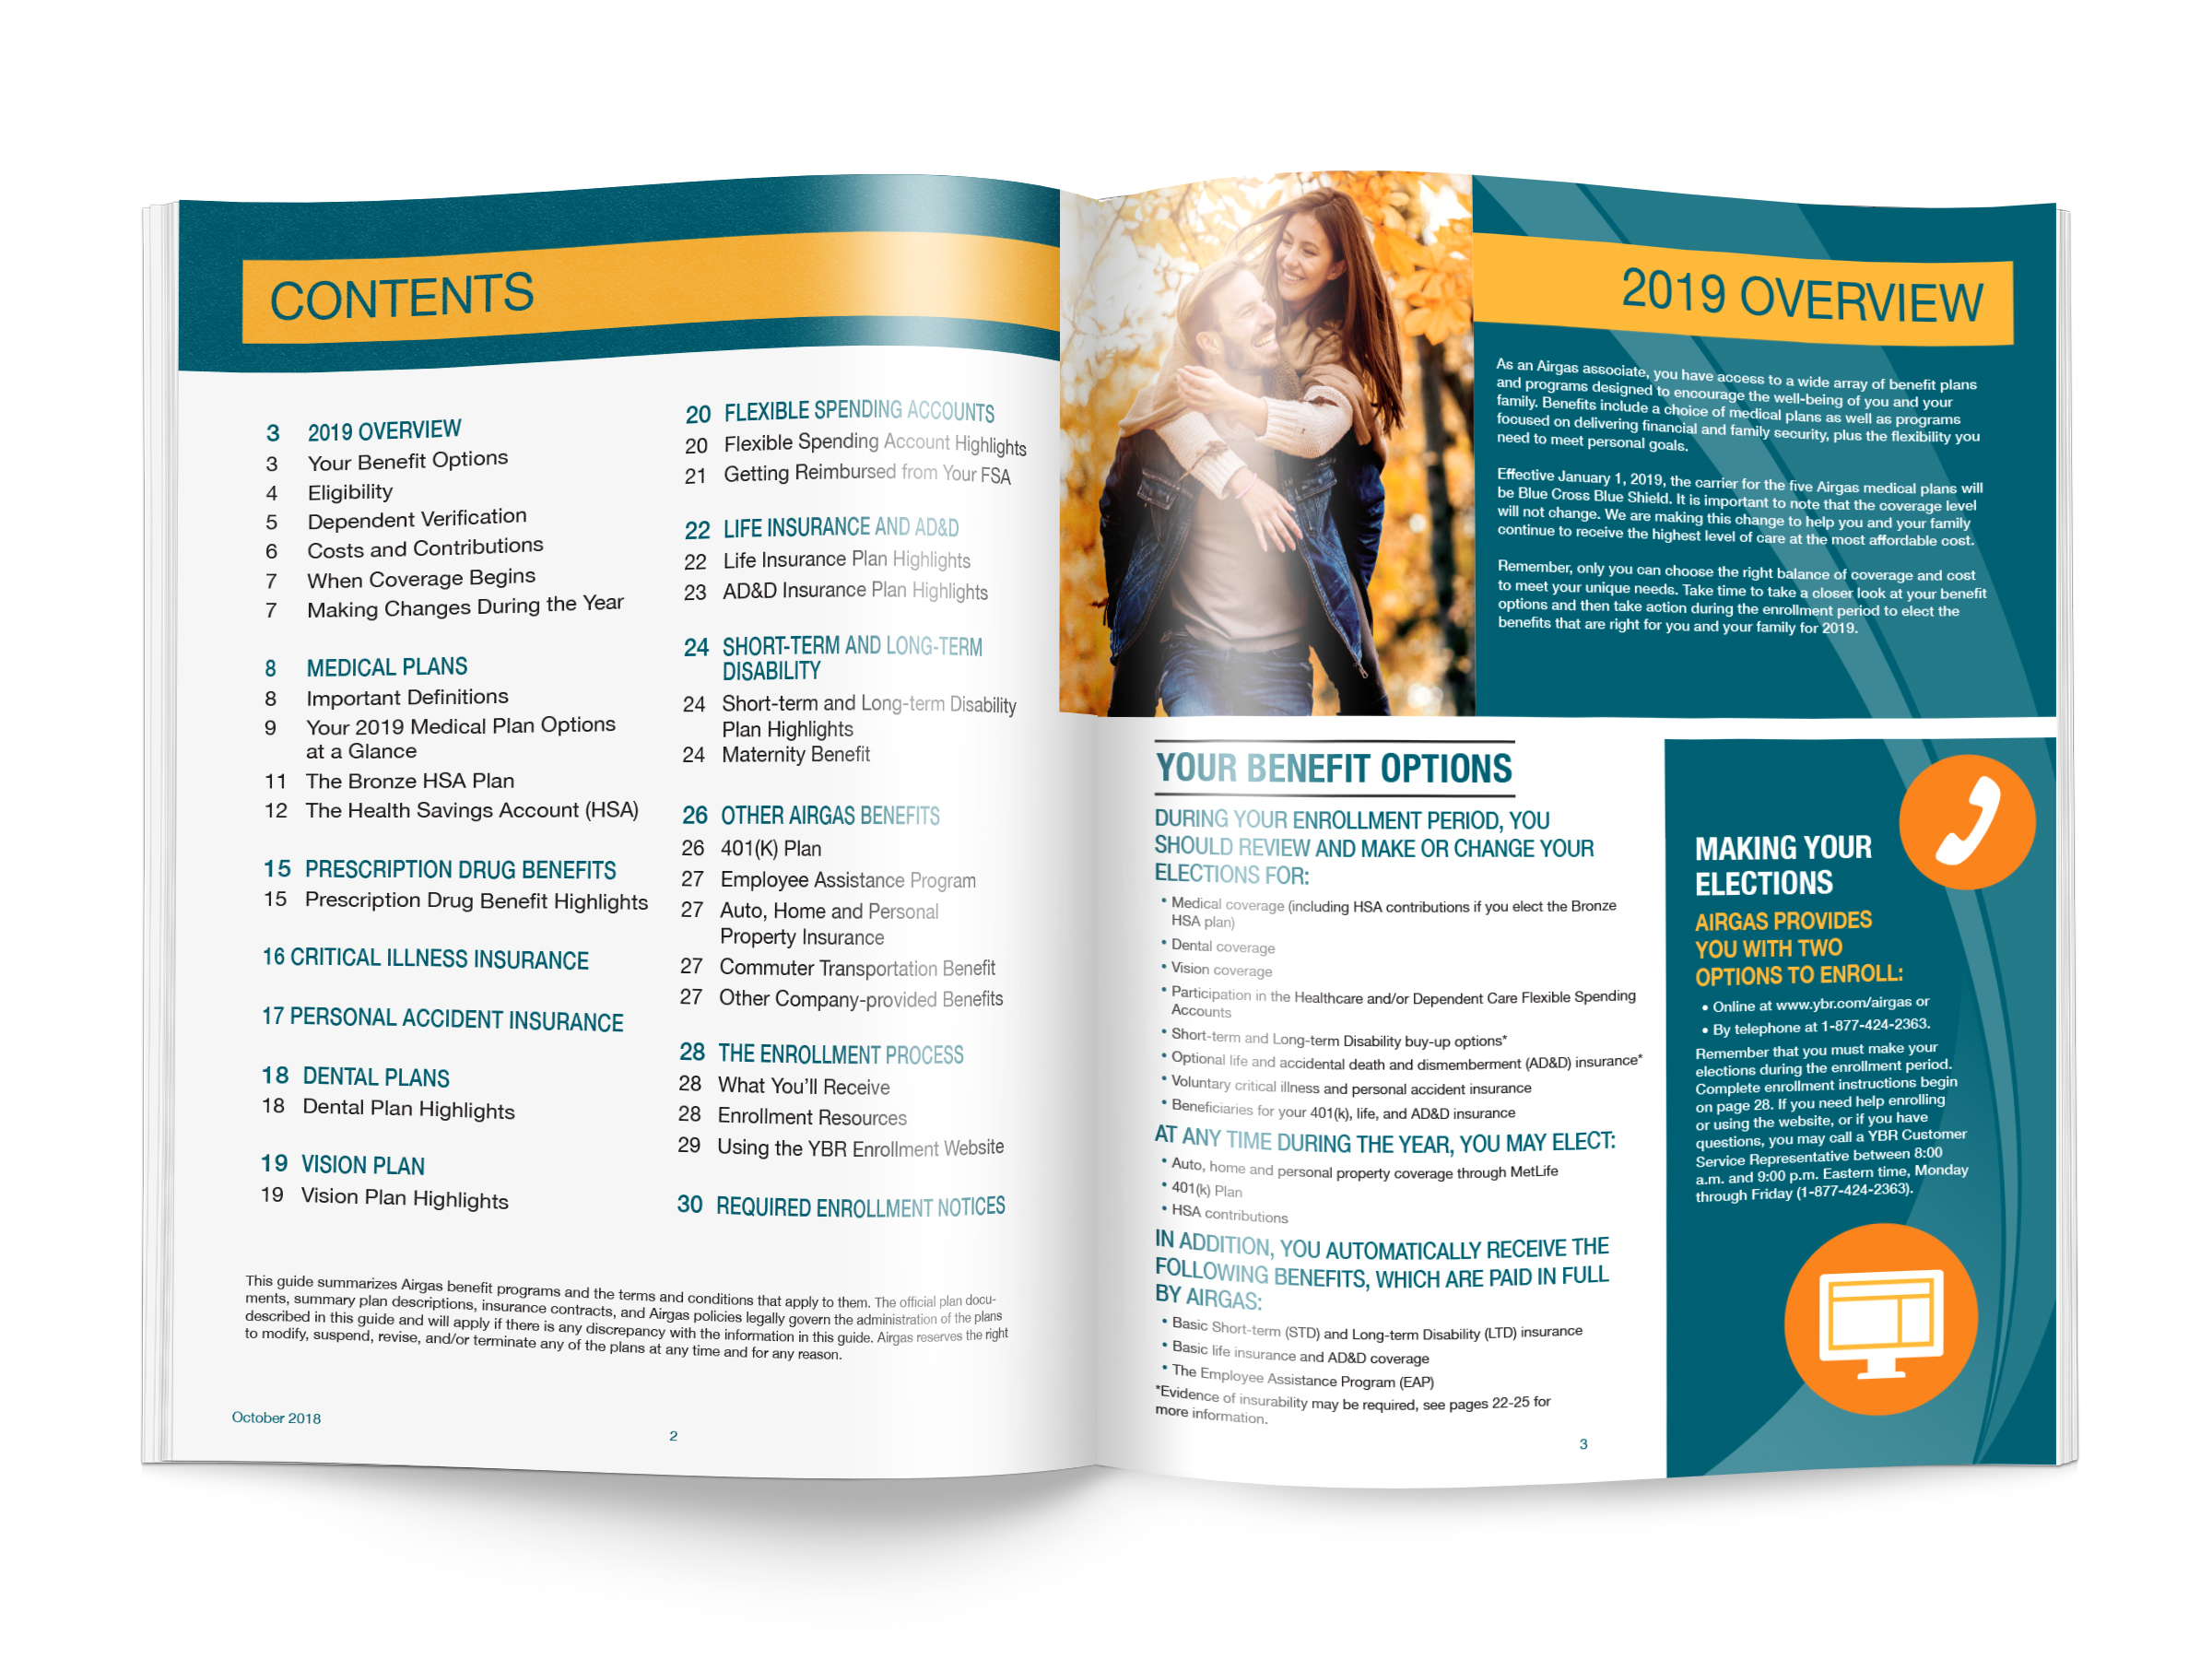 CONTENTS
3 2019 OVERVIEW
3 Your Benefit Options
4 Eligibility
5 Dependent Verification
6 Costs and Contributions
7 When Coverage Begins
7 Making Changes During the Year
8 MEDICAL PLANS
8 Important Definitions
9 Your 2019 Medical Plan Options
at a Glance
11 The Bronze HSA Plan
12 The Health Savings Account (HSA)
15 PRESCRIPTION DRUG BENEFITS
15 Prescription Drug Benefit Highlights
16 CRITICAL ILLNESS INSURANCE
17 PERSONAL ACCIDENT INSURANCE
18 DENTAL PLANS
18 Dental Plan Highlights
19 VISION PLAN
19 Vision Plan Highlights
20 FLEXIBLE SPENDING ACCOUNTS
20 Flexible Spending Account Highlights
21 Getting Reimbursed from Your FSA
22 LIFE INSURANCE AND AD&D
22 Life Insurance Plan Highlights
23 AD&D Insurance Plan Highlights
24 SHORT-TERM AND LONG-TERM
DISABILITY
24 Short-term and Long-term Disability
Plan Highlights
24 Maternity Benefit
26 OTHER AIRGAS BENEFITS
26 401(K) Plan
27 Employee Assistance Program
27 Auto, Home and Personal
Property Insurance
27 Commuter Transportation Benefit
27 Other Company-provided Benefits
28 THE ENROLLMENT PROCESS
28 What You'll Receive
28 Enrollment Resources
29 Using the YBR Enrollment Website
30 REQUIRED ENROLLMENT NOTICES
This guide summarizes Airgas benefit programs and the terms and conditions that apply to them. The official plan docu-
ments, summary plan descriptions, insurance contracts, and Airgas policies legally govern the administration of the plans
described in this guide and will apply if there is any discrepancy with the information in this guide. Airgas reserves the right
to modify, suspend, revise, and/or terminate any of the plans at any time and for any reason.
October 2018
2
2019 OVERVIEW
As an Airgas associate, you have access to a wide array of benefit plans
and programs designed to encourage the well-being of you and your
family. Benefits include a choice of medical plans as well as programs
focused on delivering financial and family security, plus the flexibility you
need to meet personal goals.
Effective January 1, 2019, the carrier for the five Airgas medical plans will
be Blue Cross Blue Shield. It is important to note that the coverage level
will not change. We are making this change to help you and your family
continue to receive the highest level of care at the most affordable cost.
Remember, only you can choose the right balance of coverage and cost
to meet your unique needs. Take time to take a closer look at your benefit
options and then take action during the enrollment period to elect the
benefits that are right for you and your family for 2019.
YOUR BENEFIT OPTIONS
DURING YOUR ENROLLMENT PERIOD, YOU
SHOULD REVIEW AND MAKE OR CHANGE YOUR
ELECTIONS FOR:
• Medical coverage (including HSA contributions if you elect the Bronze
HSA plan)
• Dental coverage
• Vision coverage
• Participation in the Healthcare and/or Dependent Care Flexible Spending
Accounts
• Short-term and Long-term Disability buy-up options*
• Optional life and accidental death and dismemberment (AD&D) insurance*
• Voluntary critical illness and personal accident insurance
• Beneficiaries for your 401(k), life, and AD&D insurance
AT ANY TIME DURING THE YEAR, YOU MAY ELECT:
• Auto, home and personal property coverage through MetLife
• 401(k) Plan
• HSA contributions
IN ADDITION, YOU AUTOMATICALLY RECEIVE THE
FOLLOWING BENEFITS, WHICH ARE PAID IN FULL
BY AIRGAS:
• Basic Short-term (STD) and Long-term Disability (LTD) insurance
• Basic life insurance and AD&D coverage
• The Employee Assistance Program (EAP)
*Evidence of insurability may be required, see pages 22-25 for
more information.
3
MAKING YOUR
ELECTIONS
AIRGAS PROVIDES
YOU WITH TWO
OPTIONS TO ENROLL:
• Online at www.ybr.com/airgas or
• By telephone at 1-877-424-2363.
Remember that you must make your
elections during the enrollment period.
Complete enrollment instructions begin
on page 28. If you need help enrolling
or using the website, or if you have
questions, you may call a YBR Customer
Service Representative between 8:00
a.m. and 9:00 p.m. Eastern time, Monday
through Friday (1-877-424-2363).